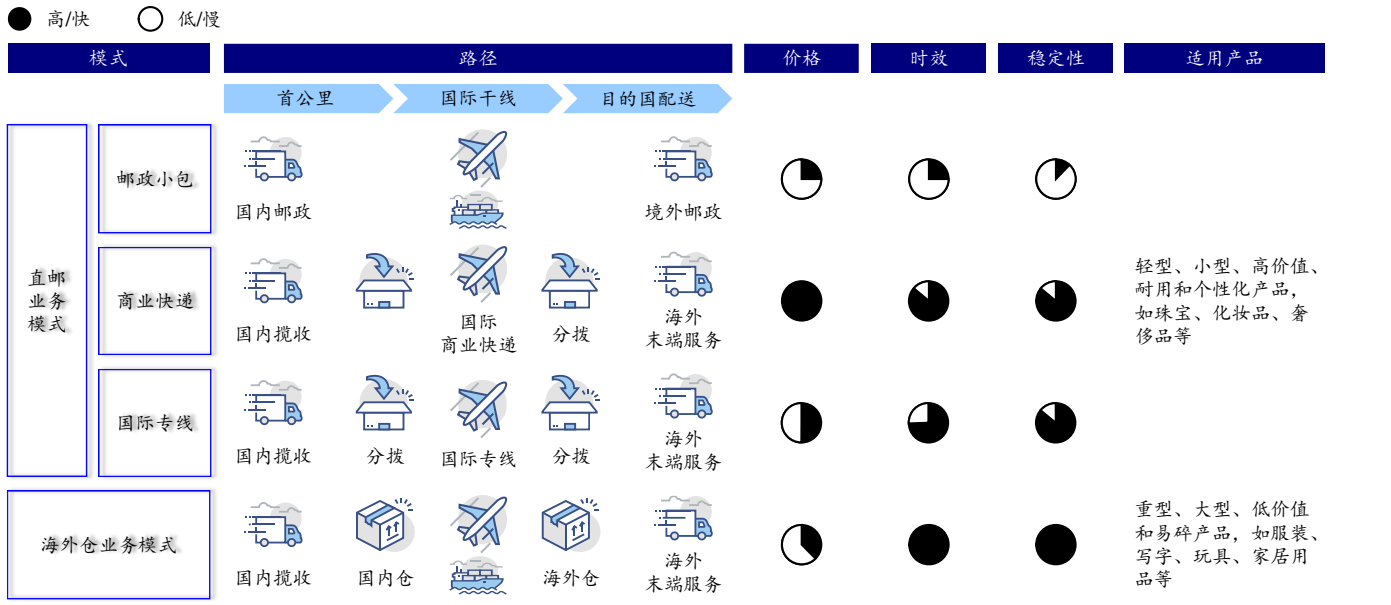 高/快 低/慢
模式 路径 价格 时效 稳定性 适用产品
首公里 国际干线 目的国配送
直邮
业务
模式
邮政小包
国内邮政 境外邮政
商业快递
国内揽收
国际
商业快递
分拨
海外
末端服务
轻型、小型、高价值、
耐用和个性化产品，
如珠宝、化妆品、奢
侈品等
国际专线
国内揽收 分拨 国际专线 分拨
海外
末端服务
海外仓业务模式
国内揽收 国内仓 海外仓
海外
末端服务
重型、大型、低价值
和易碎产品，如服装、
写字、玩具、家居用
品等